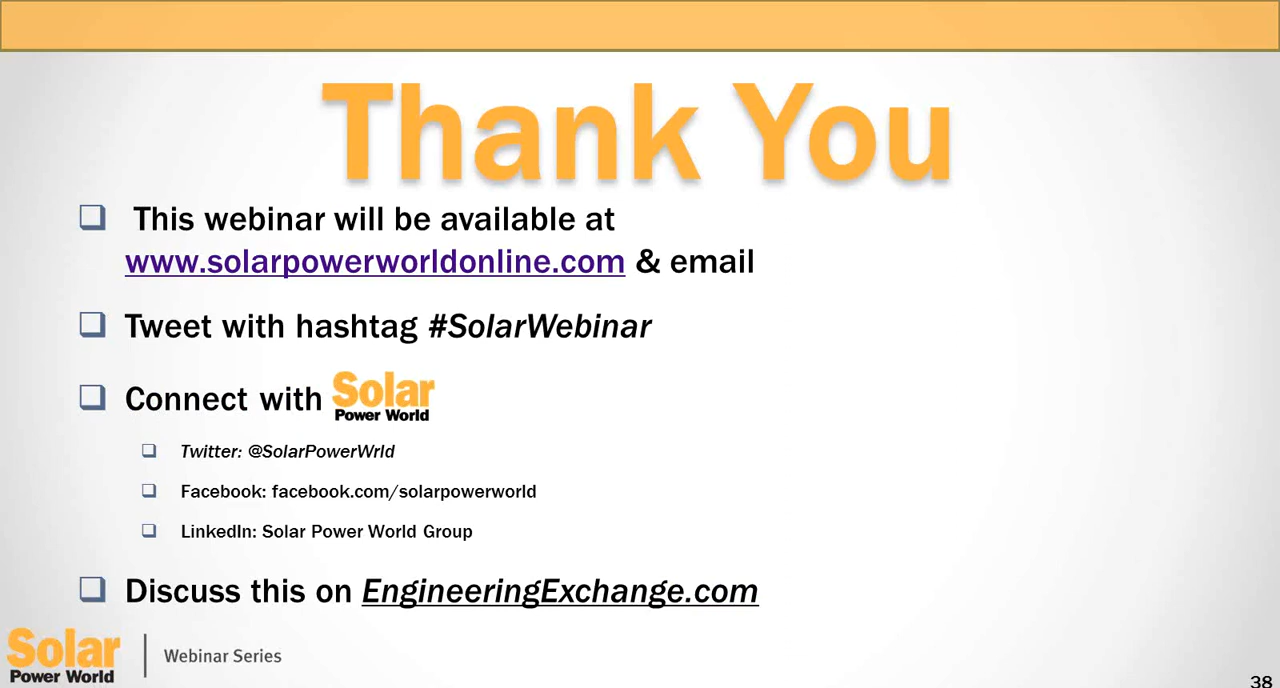 Thank You
This webinar will be available at
www.solarpowerworldonline.com & email
Tweet with hashtag #SolarWebinar
Connect with Solar Power World
Twitter: @SolarPowerWrld
Facebook: facebook.com/solarpowerworld
LinkedIn: Solar Power World Group
Discuss this on EngineeringExchange.com
Solar
Power World
Webinar Series
38